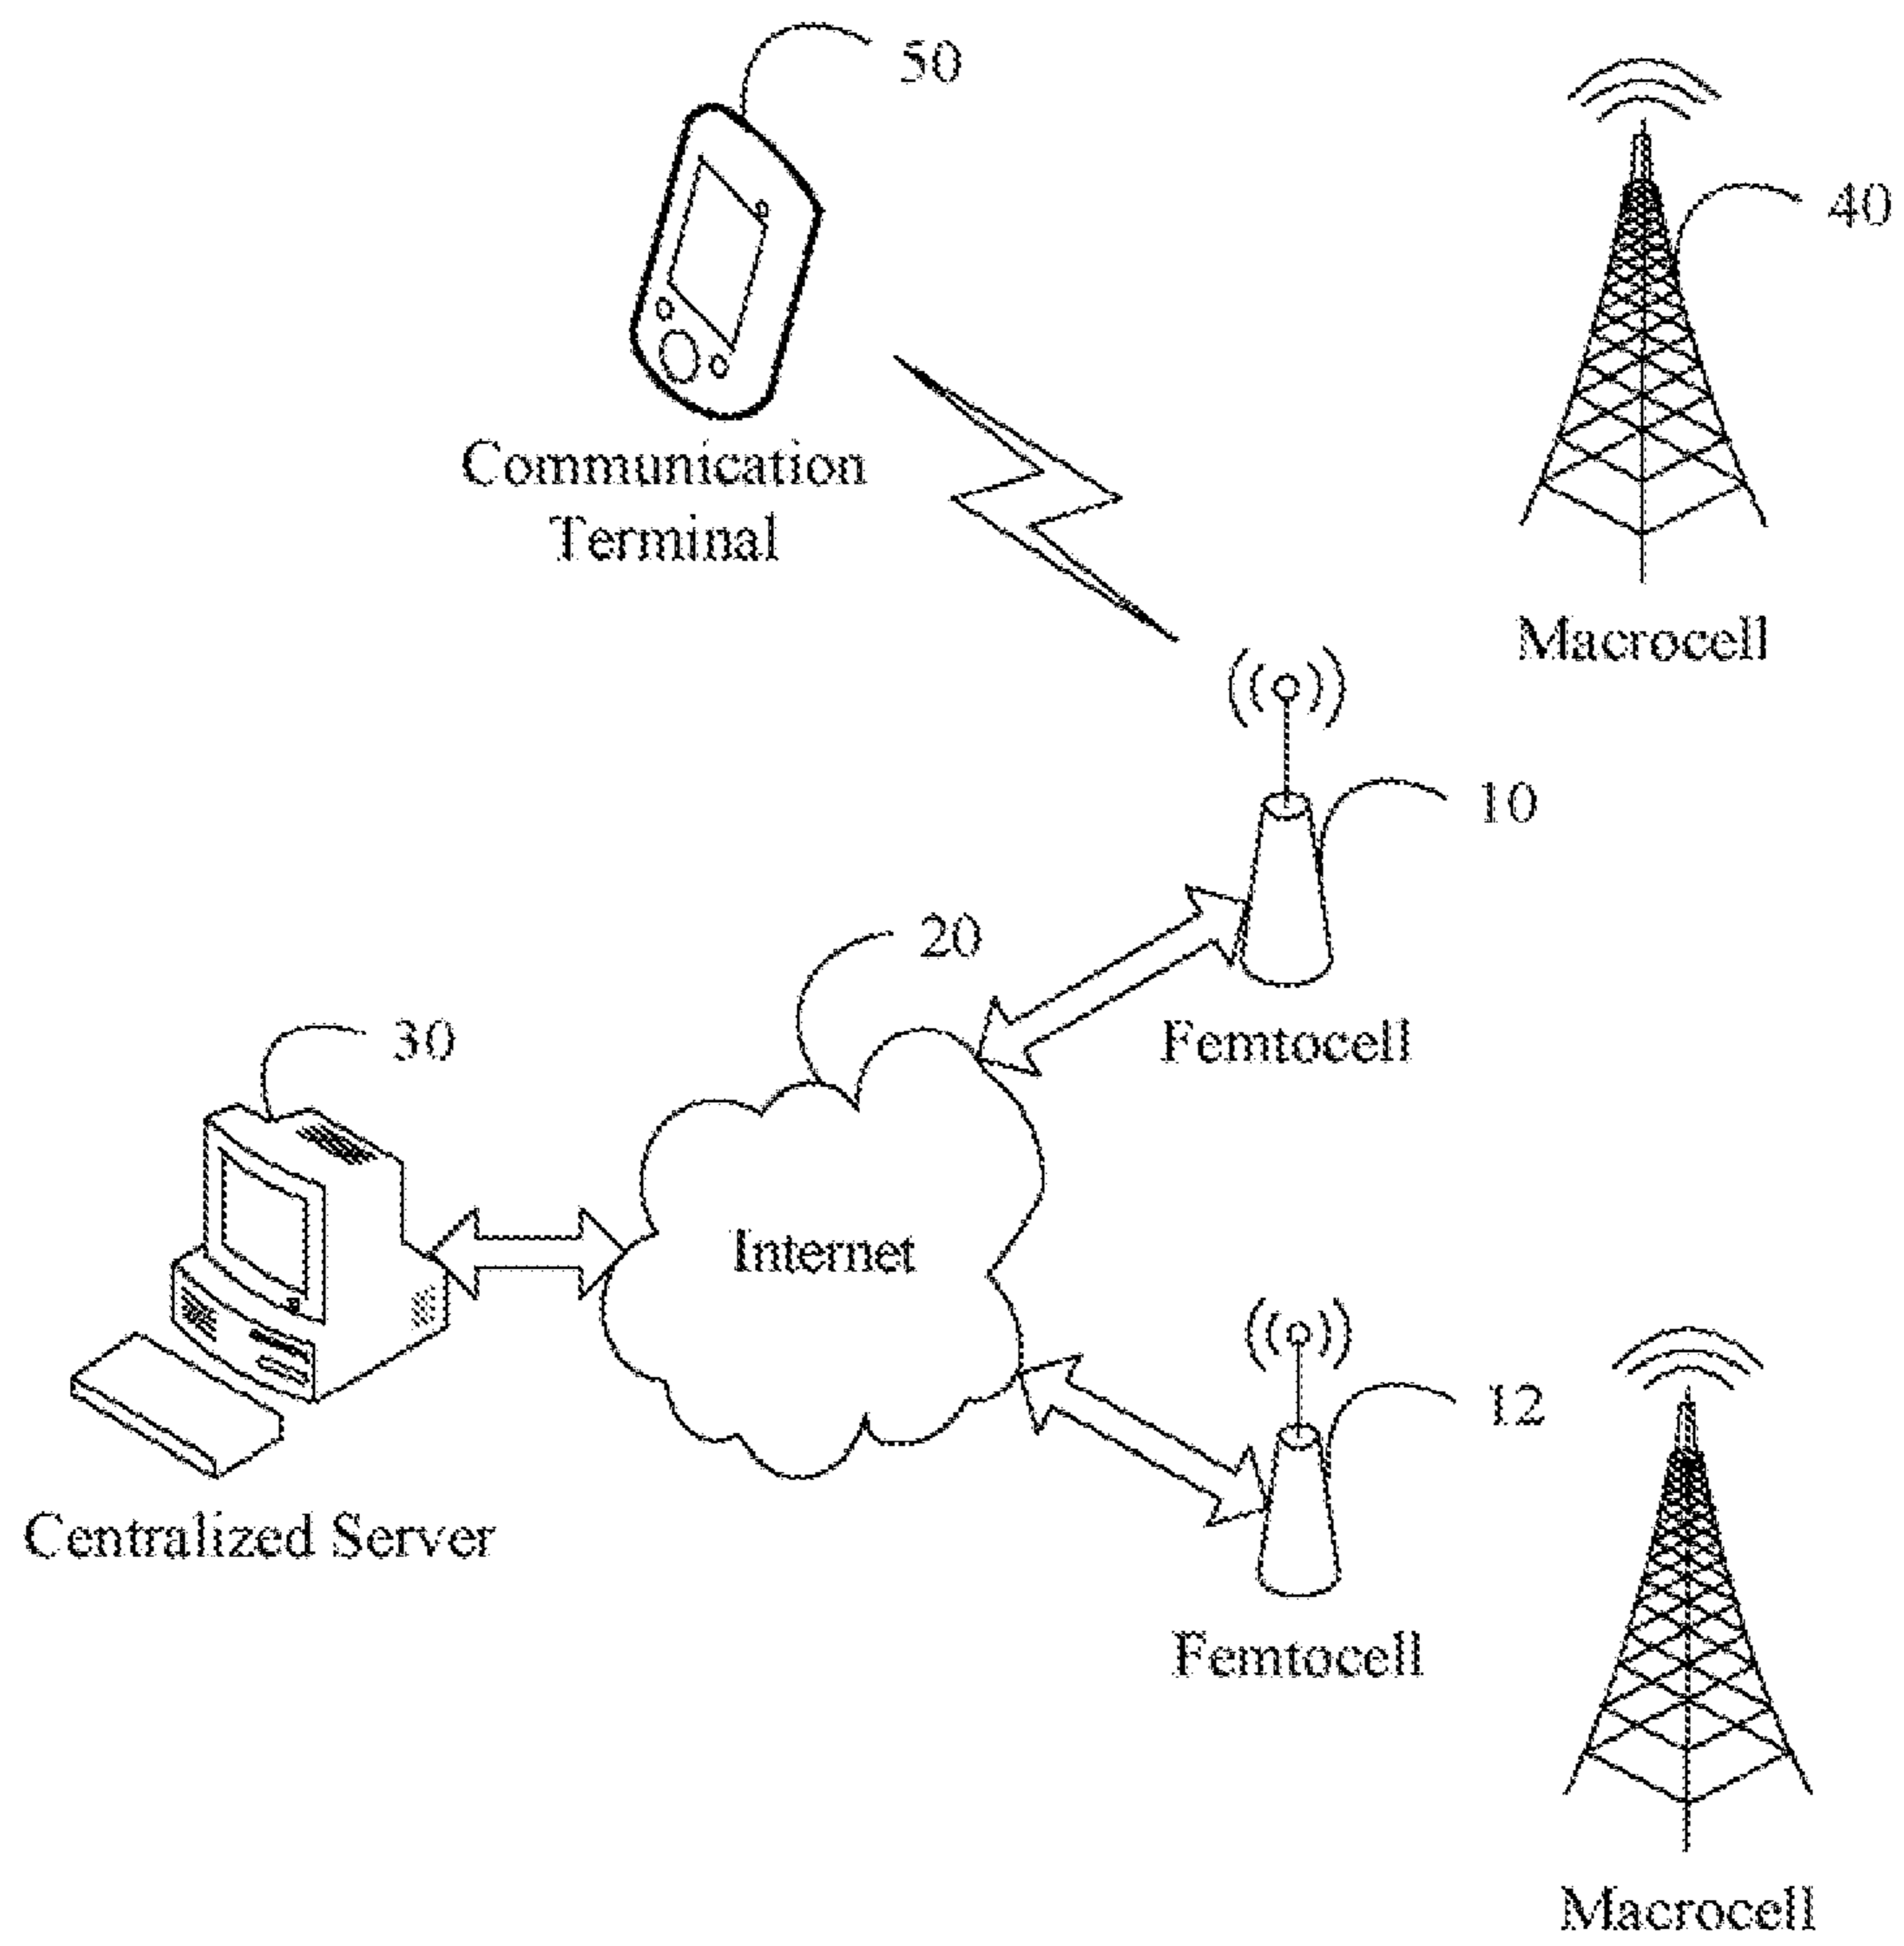 50
40
Communication
Terminal
Macrocell
10
20
Femtocell
30
Internet
12
Centralized Server
Femtocell
Macrocell